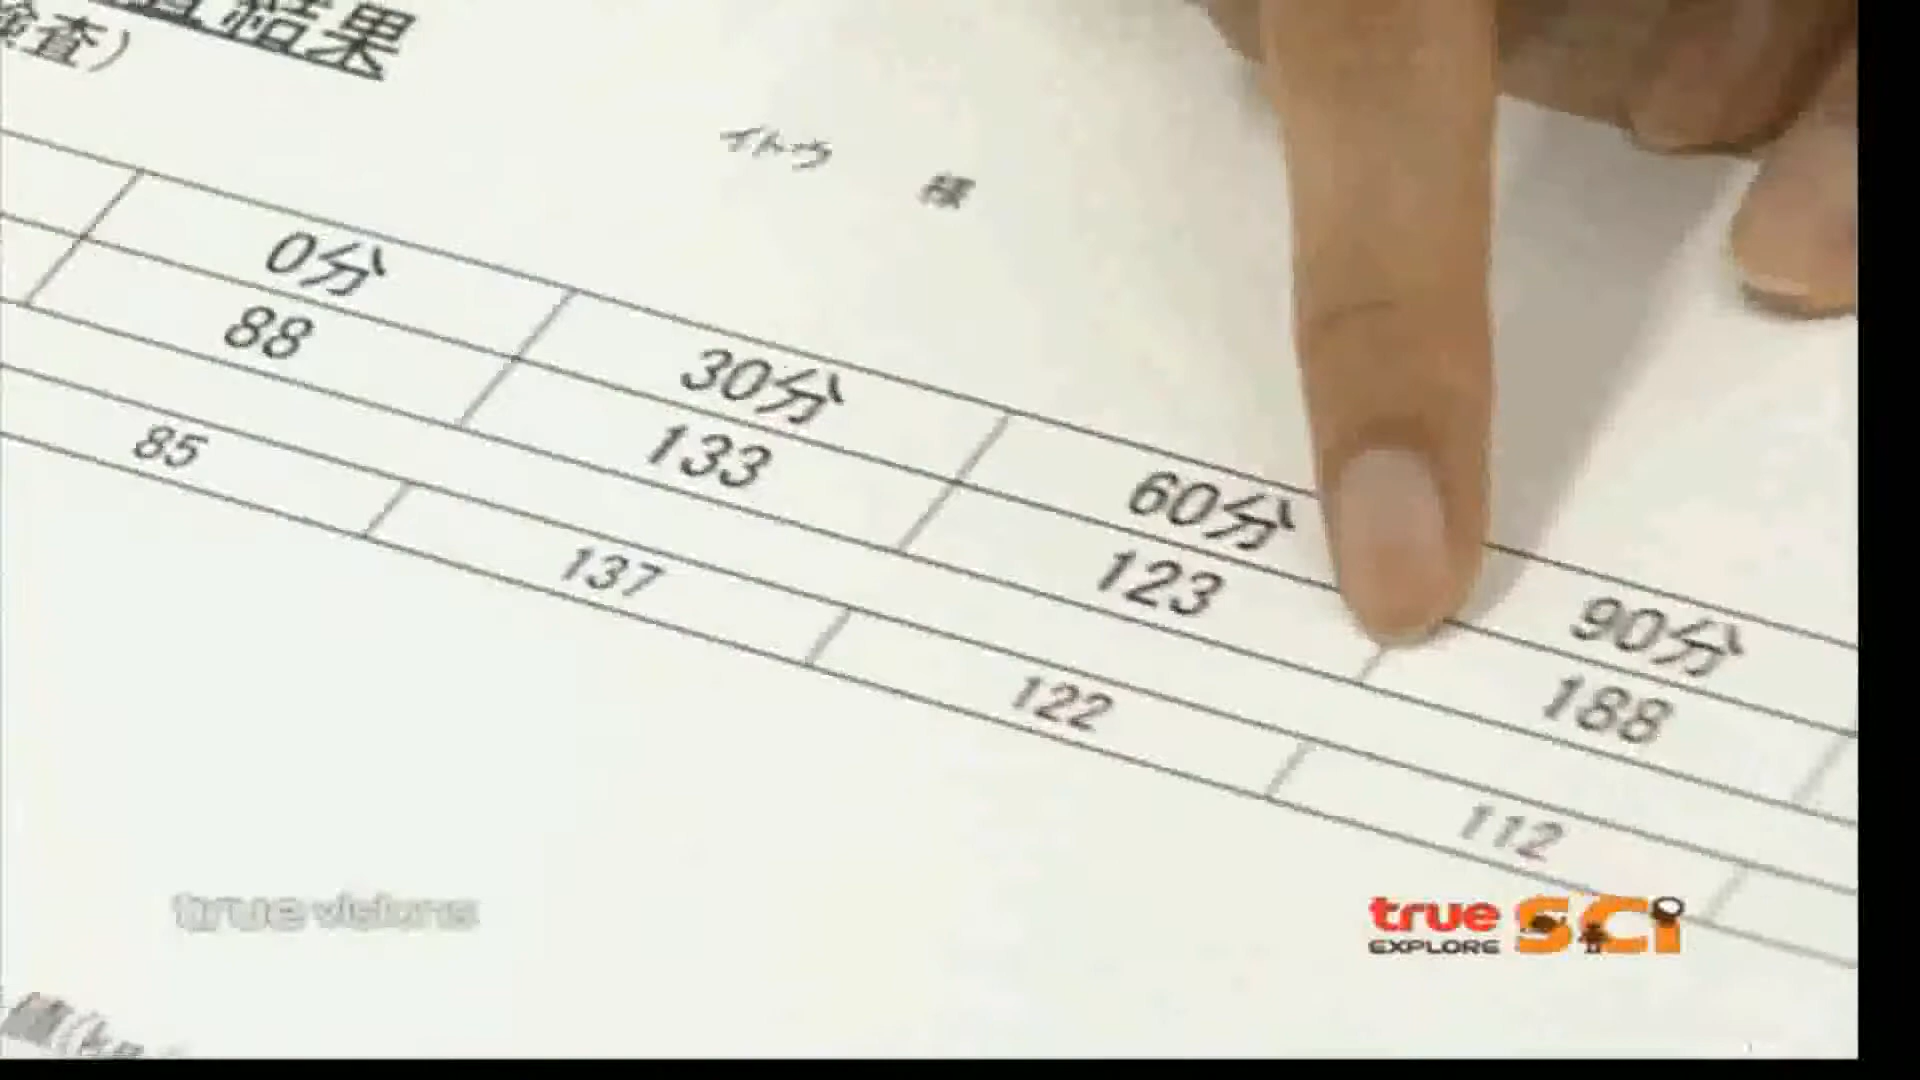 結果
検査）
イトウ 様
0分 30分 60分 90分
88 133 123 188
85 137 122 112
true visions
true EXPLORE SCi